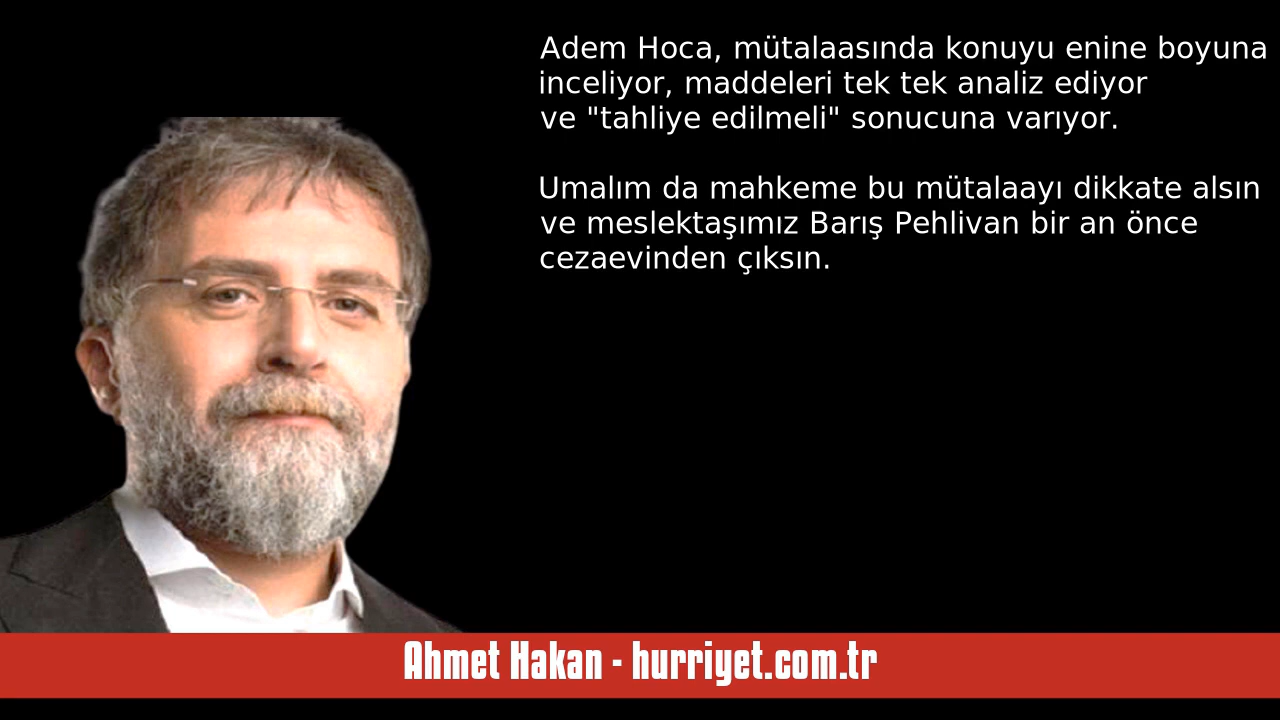 Adem Hoca, mütalaasında konuyu enine boyuna
inceliyor, maddeleri tek tek analiz ediyor
ve "tahliye edilmeli" sonucuna varıyor.
Umalım da mahkeme bu mütalaayı dikkate alsın
ve meslektaşımız Barış Pehlivan bir an önce
cezaevinden çıksın.
Ahmet Hakan - hurriyet.com.tr